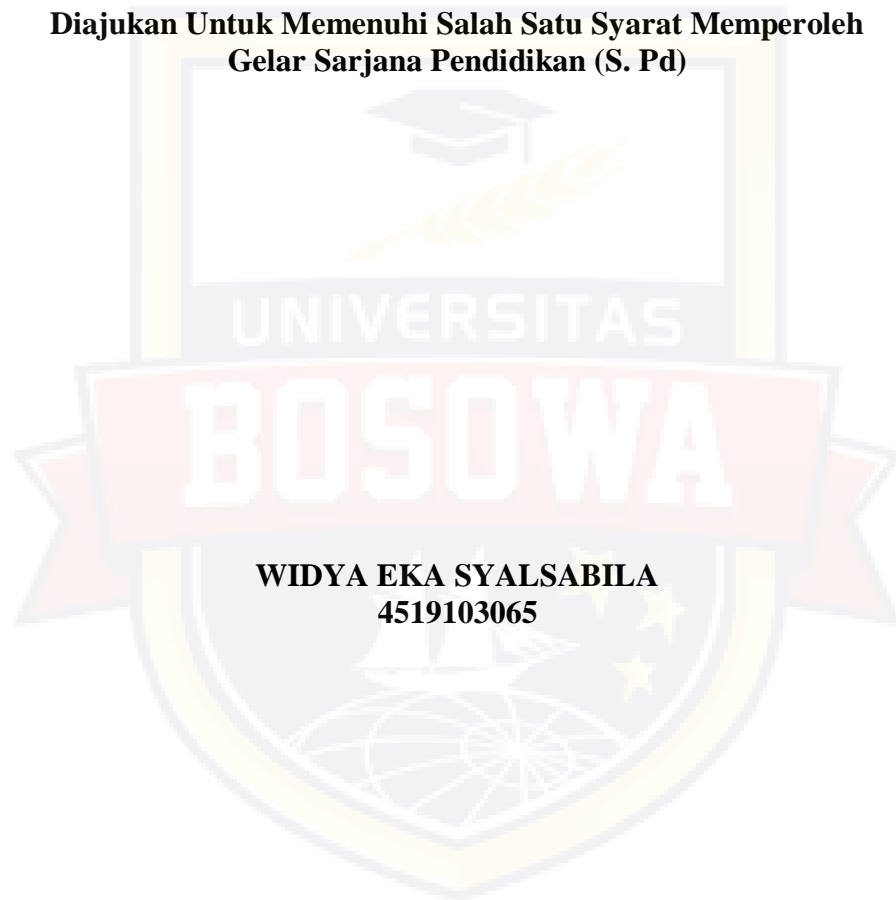 Diajukan Untuk Memenuhi Salah Satu Syarat Memperoleh
Gelar Sarjana Pendidikan (S. Pd)
UNIVERSITAS
BOSOWA
WIDYA EKA SYALSABILA
4519103065